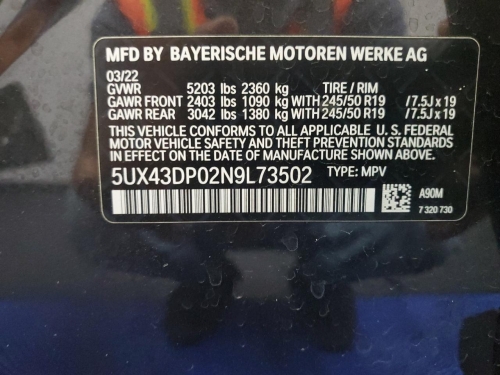 MFD BY BAYERISCHE MOTOREN WERKE AG
03/22
GVWR 5203 lbs 2360 kg TIRE / RIM
GAWR FRONT 2403 lbs 1090 kg WITH 245/50 R19 /7.5J x 19
GAWR REAR 3042 lbs 1380 kg WITH 245/50 R19 /7.5J x 19
THIS VEHICLE CONFORMS TO ALL APPLICABLE U. S. FEDERAL
MOTOR VEHICLE SAFETY AND THEFT PREVENTION STANDARDS
IN EFFECT ON THE DATE OF MANUFACTURE SHOWN ABOVE.
5UX43DP02N9L73502 TYPE: MPV
A90M
7 320 730